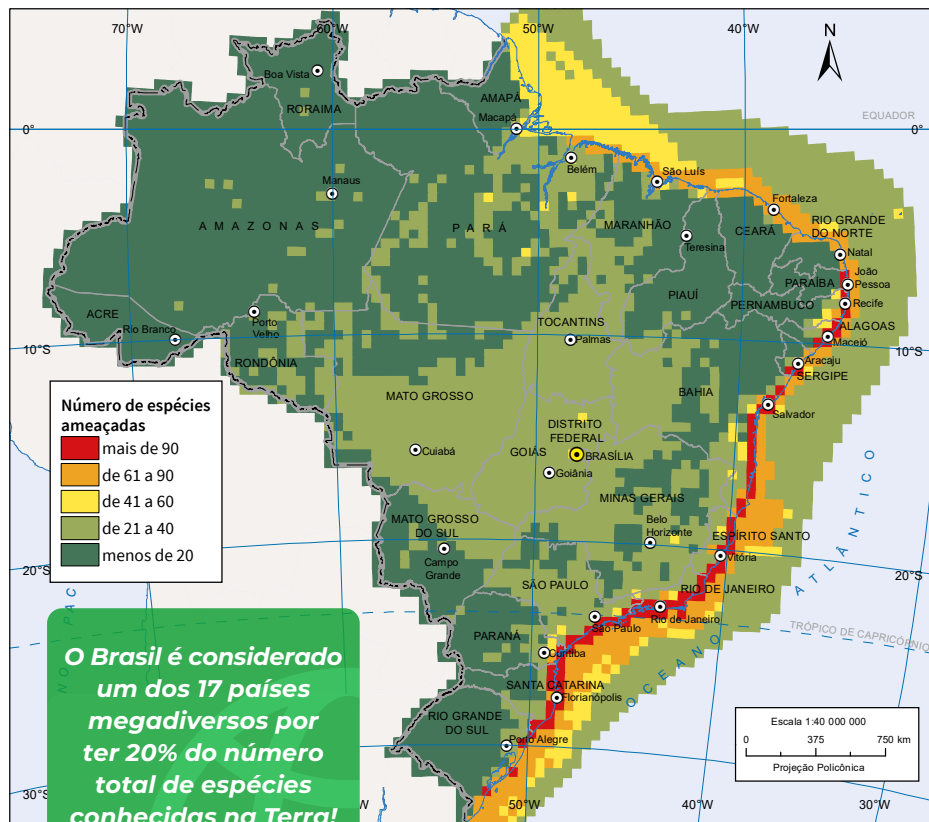 70°W
50°W
40°W
N
Boa Vista
RORAIMA
AMAPÁ
Macapá
EQUADOR
0°
0°
Belém
São Luís
Manaus
Fortaleza
AMAZONAS
PARÁ
MARANHÃO
CEARÁ
RIO GRANDE
DO NORTE
Teresina
Natal
João
Pessoa
PARAÍBA
PIAUÍ
PERNAMBUCO
Recife
ACRE
Rio Branco
Porto
Velho
TOCANTINS
Palmas
ALAGOAS
Maceió
10°S
10°S
RONDÔNIA
Aracaju
SERGIPE
MATO GROSSO
BAHIA
Salvador
Número de espécies
ameaçadas
mais de 90
de 61 a 90
de 41 a 60
de 21 a 40
menos de 20
DISTRITO
FEDERAL
Cuiabá
GOIÁS
BRASÍLIA
Goiânia
MINAS GERAIS
MATO GROSSO
DO SUL
Belo
Horizonte
ESPÍRITO SANTO
Campo
Grande
Vitória
20°S
20°S
SÃO PAULO
RIO DE JANEIRO
São Paulo
Rio de Janeiro
OCEANO ATLÂNTICO
TRÓPICO DE CAPRICÓRNIO
PARANÁ
Curitiba
SANTA CATARINA
Florianópolis
RIO GRANDE
DO SUL
Porto Alegre
O Brasil é considerado
um dos 17 países
megadiversos por
ter 20% do número
total de espécies
conhecidas na Terra!
Escala 1:40 000 000
0 375 750 km
Projeção Policônica
30°S
50°W
40°W
30°W